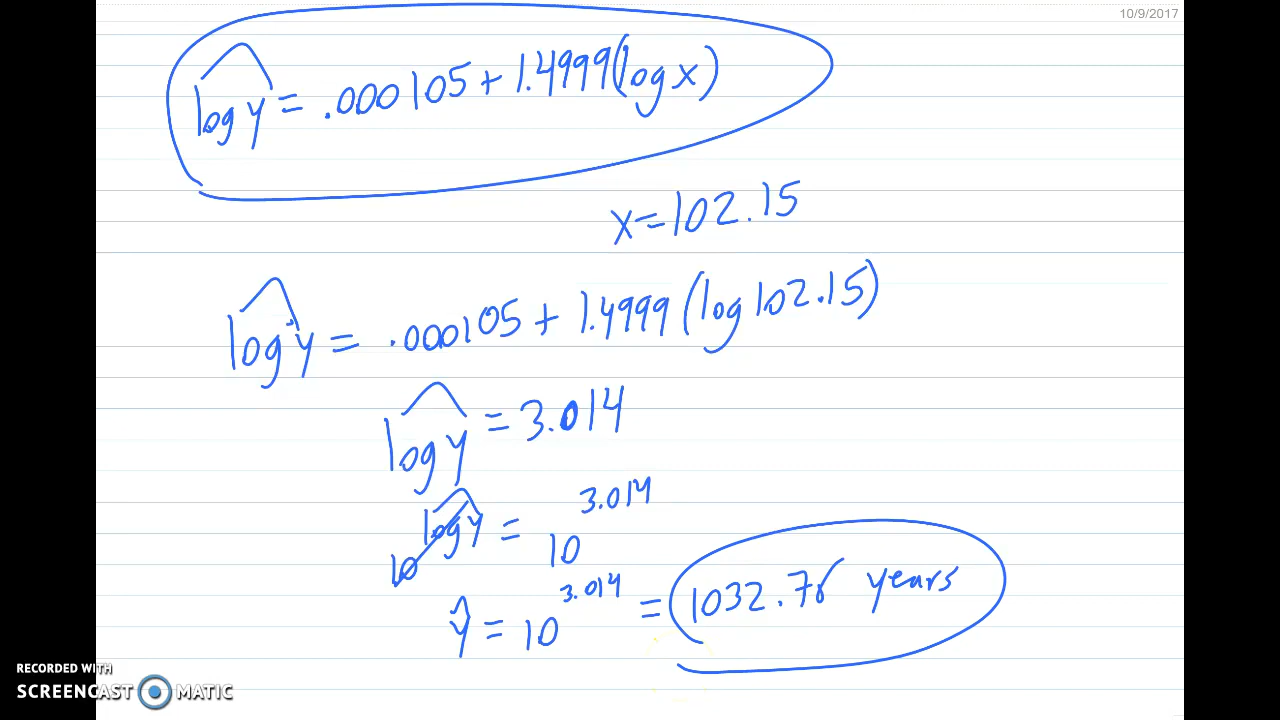 10/9/2017
log y = .000105 + 1.4999(log x)
x = 102.15
log y = .000105 + 1.4999 (log 102.15)
log y = 3.014
10^log y = 10^3.014
ŷ = 10^3.014 = 1032.76 years
RECORDED WITH
SCREENCAST MATIC